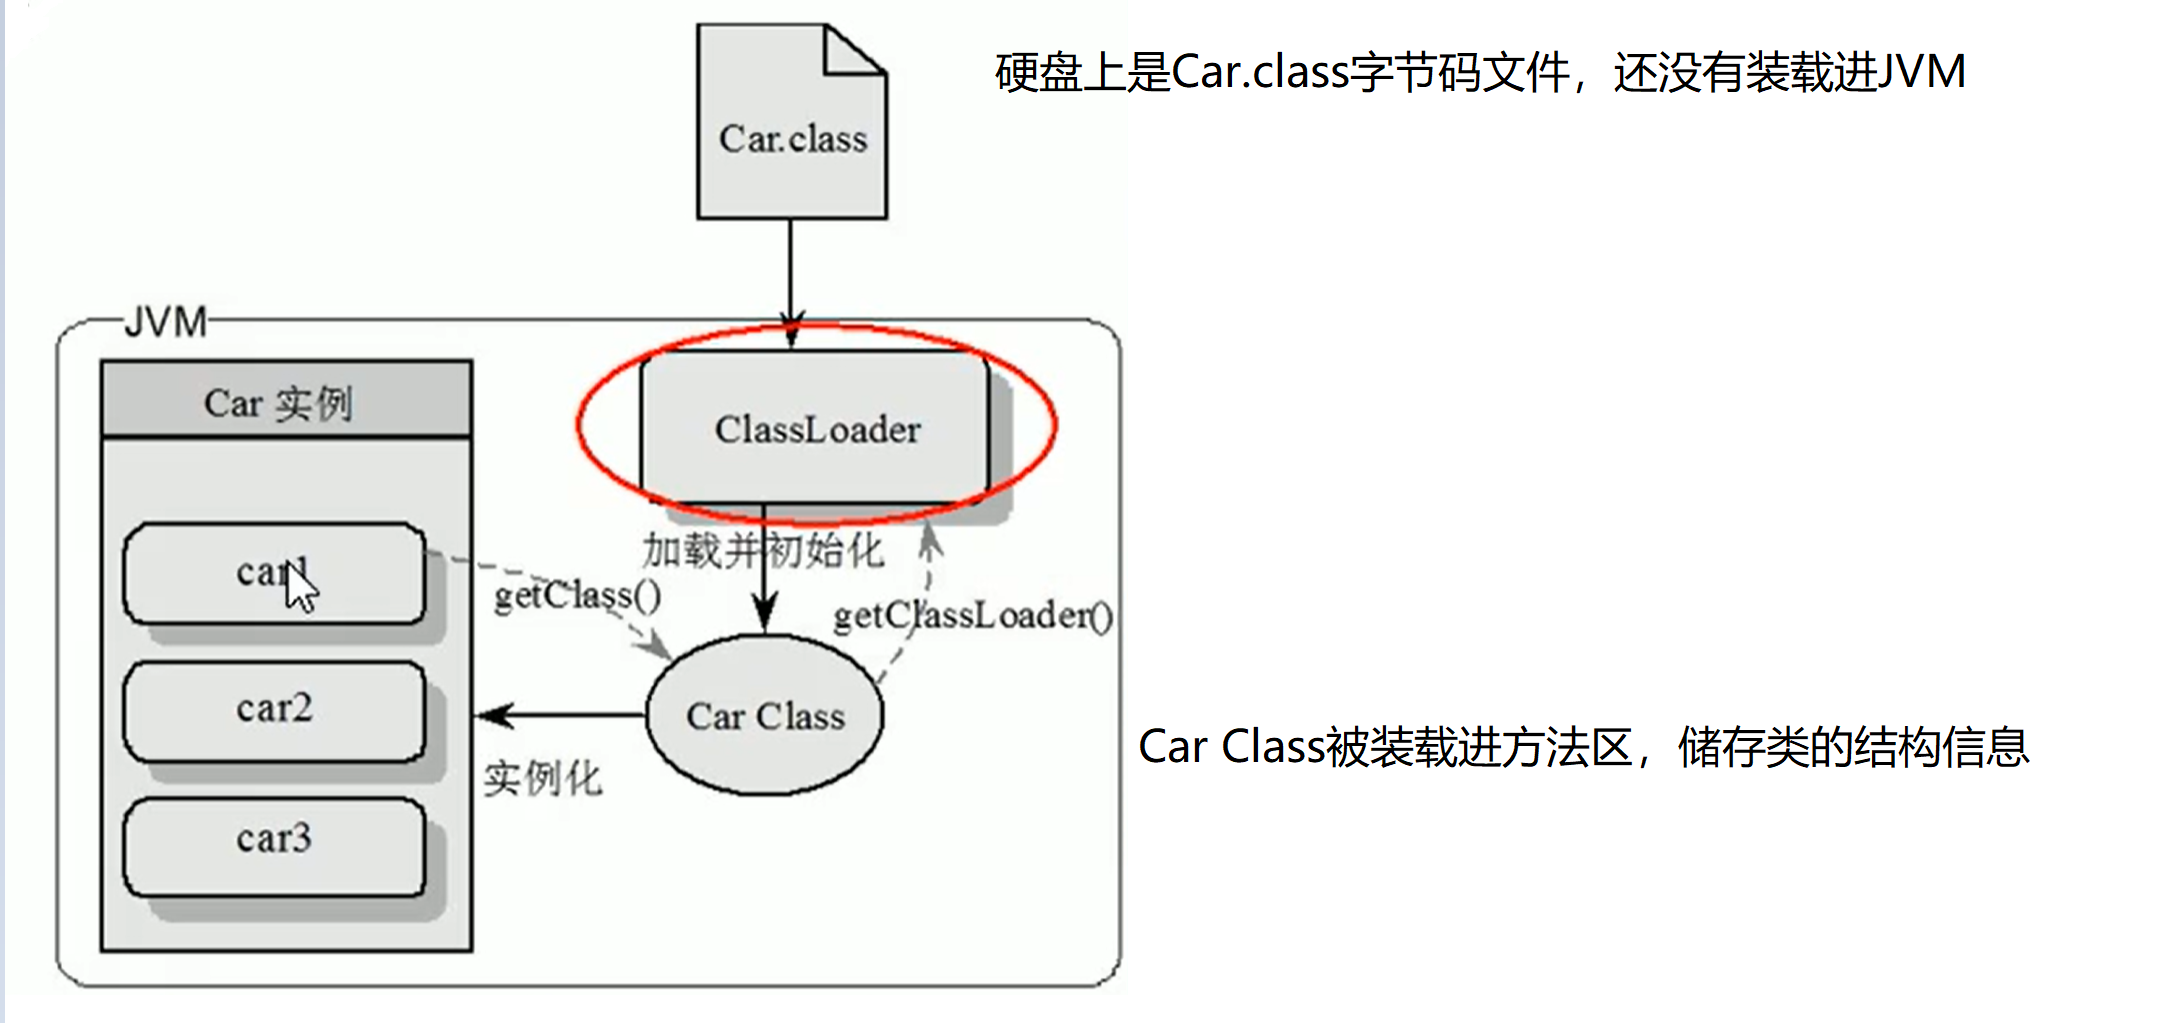 硬盘上是Car.class字节码文件，还没有装载进JVM
Car.class
JVM
Car 实例
ClassLoader
加载并初始化
car1
getClass()
getClassLoader()
car2
Car Class
Car Class被装载进方法区，储存类的结构信息
实例化
car3